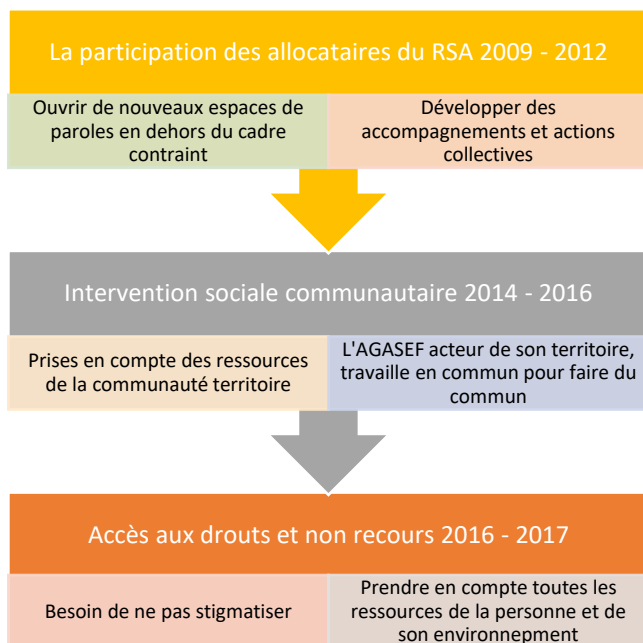 La participation des allocataires du RSA 2009 - 2012
Ouvrir de nouveaux espaces de
paroles en dehors du cadre
contraint
Développer des
accompagnements et actions
collectives
Intervention sociale communautaire 2014 - 2016
Prises en compte des ressources
de la communauté territoire
L'AGASEF acteur de son territoire,
travaille en commun pour faire du
commun
Accès aux droits et non recours 2016 - 2017
Besoin de ne pas stigmatiser
Prendre en compte toutes les
ressources de la personne et de
son environnepment